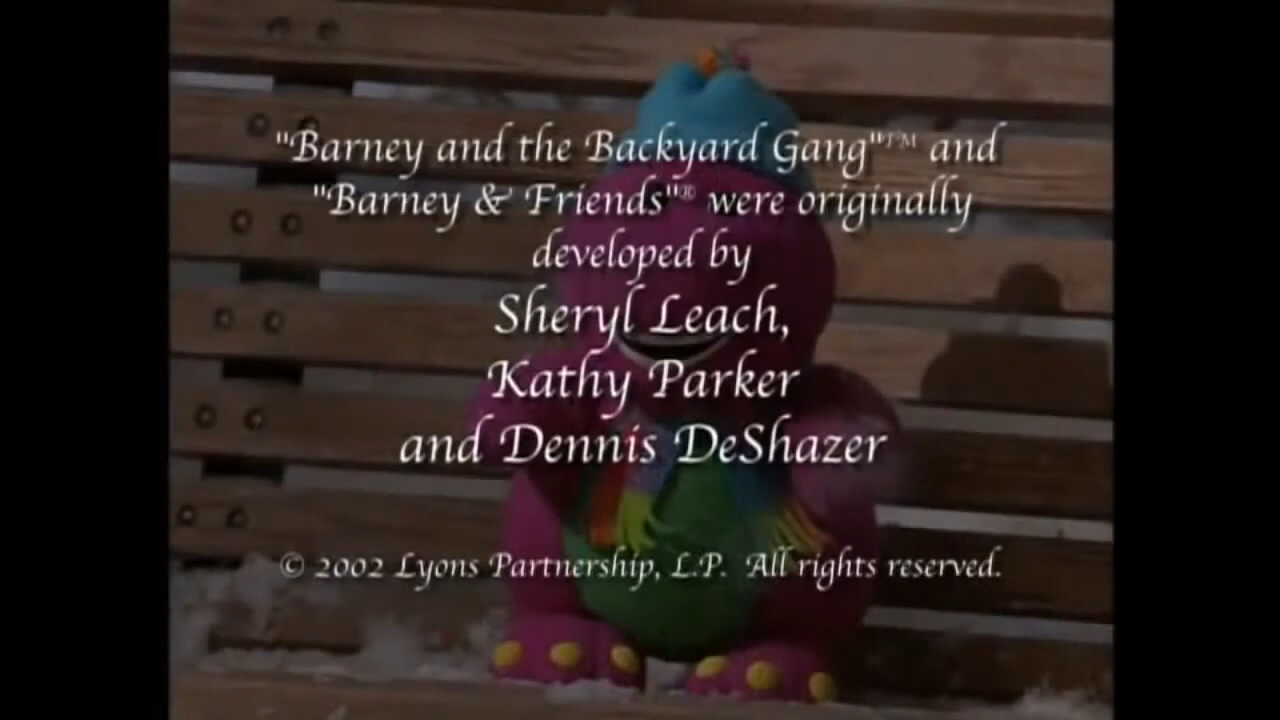 "Barney and the Backyard Gang"™ and
"Barney & Friends"® were originally
developed by
Sheryl Leach,
Kathy Parker
and Dennis DeShazer
© 2002 Lyons Partnership, L.P. All rights reserved.